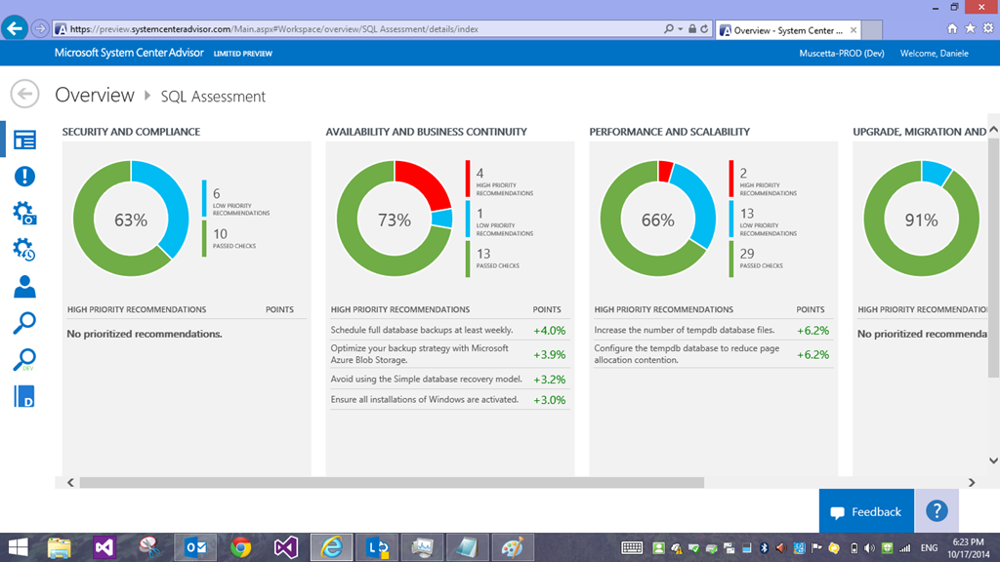 https://preview.systemcenteradvisor.com/Main.aspx#Workspace/overview/SQL Assessment/details/index
Overview - System Center ...
Microsoft System Center Advisor LIMITED PREVIEW
Muscetta-PROD (Dev)
Welcome, Daniele
Overview
SQL Assessment
SECURITY AND COMPLIANCE
63%
6
LOW PRIORITY
RECOMMENDATIONS
10
PASSED CHECKS
HIGH PRIORITY RECOMMENDATIONS POINTS
No prioritized recommendations.
AVAILABILITY AND BUSINESS CONTINUITY
73%
4
HIGH PRIORITY
RECOMMENDATIONS
1
LOW PRIORITY
RECOMMENDATIONS
13
PASSED CHECKS
HIGH PRIORITY RECOMMENDATIONS POINTS
Schedule full database backups at least weekly. +4.0%
Optimize your backup strategy with Microsoft
Azure Blob Storage. +3.9%
Avoid using the Simple database recovery model. +3.2%
Ensure all installations of Windows are activated. +3.0%
PERFORMANCE AND SCALABILITY
66%
2
HIGH PRIORITY
RECOMMENDATIONS
13
LOW PRIORITY
RECOMMENDATIONS
29
PASSED CHECKS
HIGH PRIORITY RECOMMENDATIONS POINTS
Increase the number of tempdb database files. +6.2%
Configure the tempdb database to reduce page
allocation contention. +6.2%
UPGRADE, MIGRATION AND
91%
HIGH PRIORITY RECOMMENDATIO
No prioritized recommenda
DEV
D
Feedback
?
ENG
6:23 PM
10/17/2014